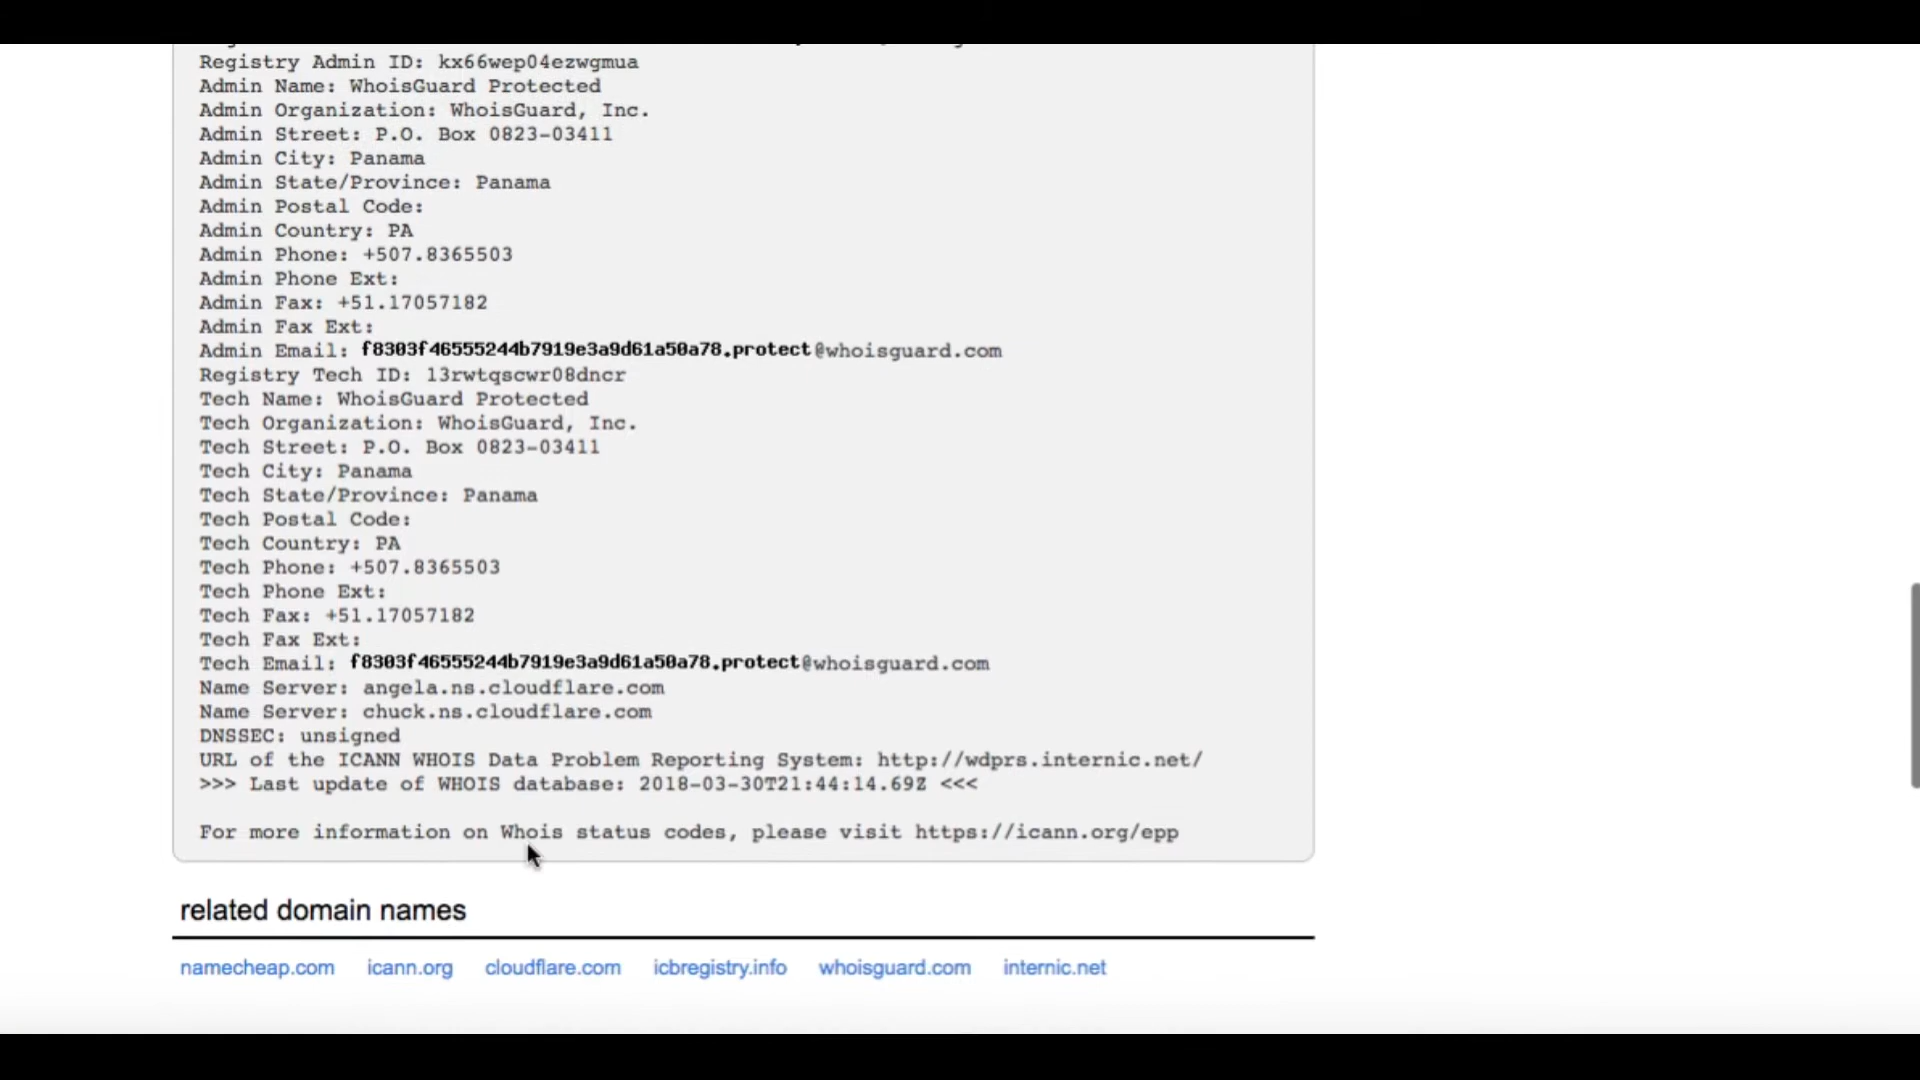 Registry Admin ID: kx66wep04ezwgmua
Admin Name: WhoisGuard Protected
Admin Organization: WhoisGuard, Inc.
Admin Street: P.O. Box 0823-03411
Admin City: Panama
Admin State/Province: Panama
Admin Postal Code:
Admin Country: PA
Admin Phone: +507.8365503
Admin Phone Ext:
Admin Fax: +51.17057182
Admin Fax Ext:
Admin Email: f8303f46555244b7919e3a9d61a50a78.protect@whoisguard.com
Registry Tech ID: l3rwtqscwr08dncr
Tech Name: WhoisGuard Protected
Tech Organization: WhoisGuard, Inc.
Tech Street: P.O. Box 0823-03411
Tech City: Panama
Tech State/Province: Panama
Tech Postal Code:
Tech Country: PA
Tech Phone: +507.8365503
Tech Phone Ext:
Tech Fax: +51.17057182
Tech Fax Ext:
Tech Email: f8303f46555244b7919e3a9d61a50a78.protect@whoisguard.com
Name Server: angela.ns.cloudflare.com
Name Server: chuck.ns.cloudflare.com
DNSSEC: unsigned
URL of the ICANN WHOIS Data Problem Reporting System: http://wdprs.internic.net/
>>> Last update of WHOIS database: 2018-03-30T21:44:14.69Z <<<
For more information on Whois status codes, please visit https://icann.org/epp
related domain names
namecheap.com icann.org cloudflare.com icbregistry.info whoisguard.com internic.net